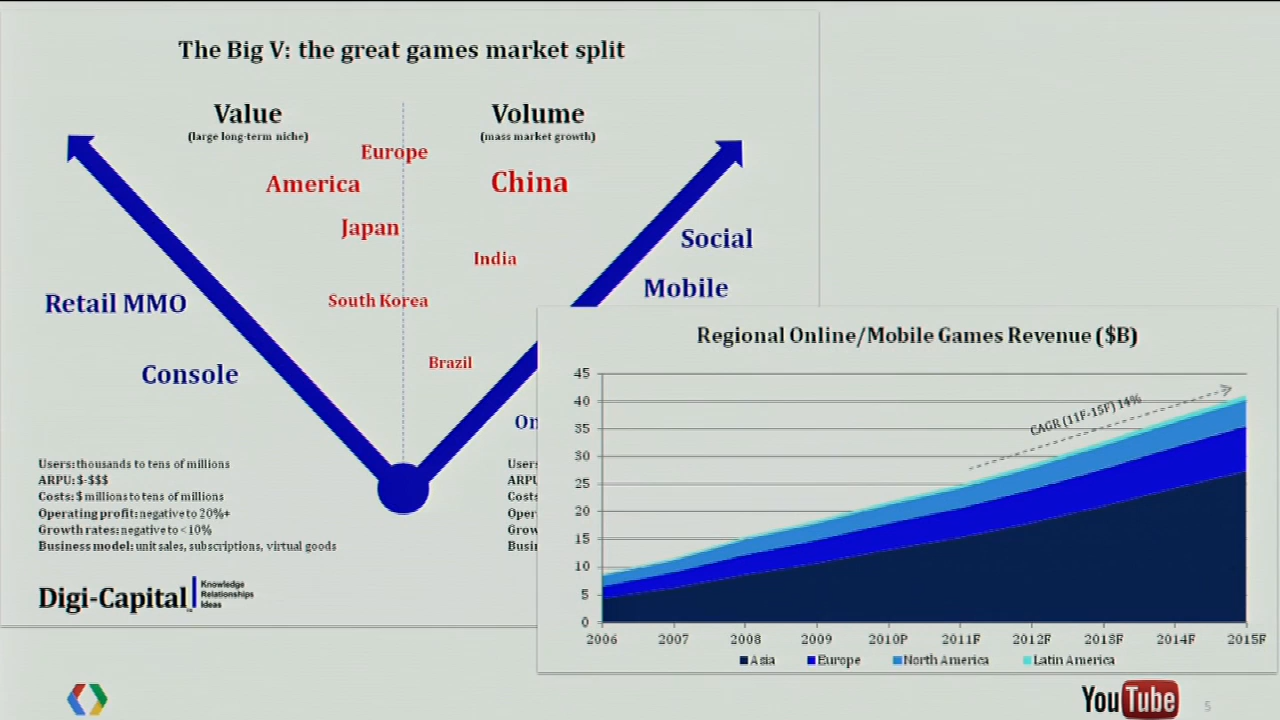 The Big V: the great games market split
Value
(large long-term niche)
Volume
(mass market growth)
Europe
America
China
Japan
India
South Korea
Brazil
Social
Mobile
Retail MMO
Console
Users: thousands to tens of millions
ARPU: $-$$$
Costs: $ millions to tens of millions
Operating profit: negative to 20%+
Growth rates: negative to <10%
Business model: unit sales, subscriptions, virtual goods
Digi-Capital
Knowledge
Relationships
Ideas
Regional Online/Mobile Games Revenue ($B)
45
40
35
30
25
20
15
10
5
0
CAGR (11F-15F) 14%
2006 2007 2008 2009 2010P 2011F 2012F 2013F 2014F 2015F
Asia Europe North America Latin America
YouTube
5